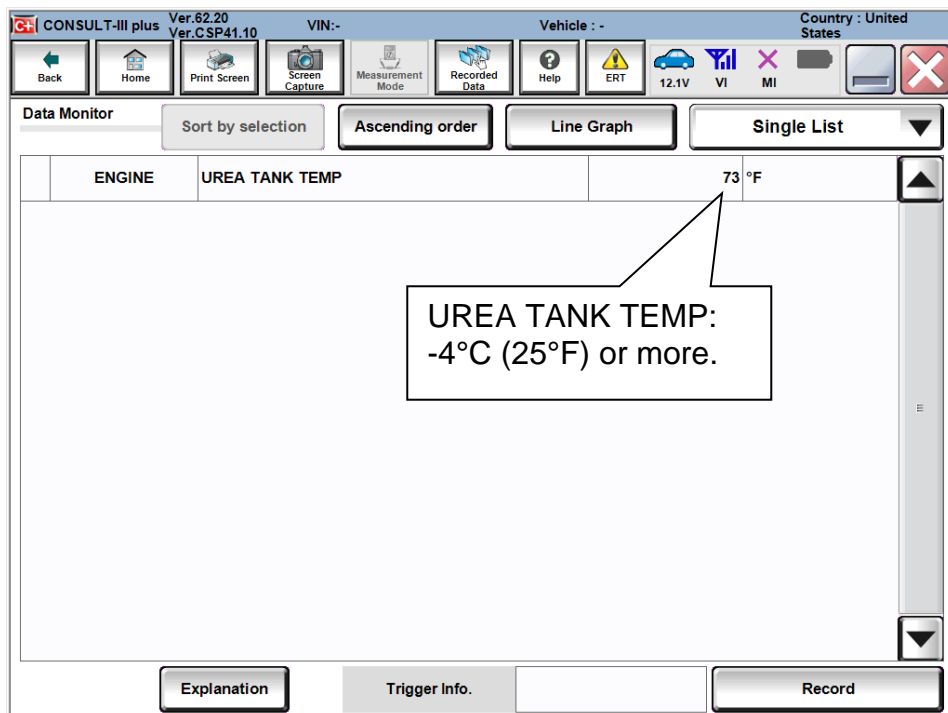 C+ CONSULT-III plus Ver.62.20 VIN:- Vehicle : - Country : United
Ver.CSP41.10 States
Back Home Print Screen Screen Capture Measurement Mode Recorded Data Help ERT 12.1V VI MI
Data Monitor Sort by selection Ascending order Line Graph Single List
ENGINE UREA TANK TEMP 73 °F
UREA TANK TEMP:
-4°C (25°F) or more.
Explanation Trigger Info. Record